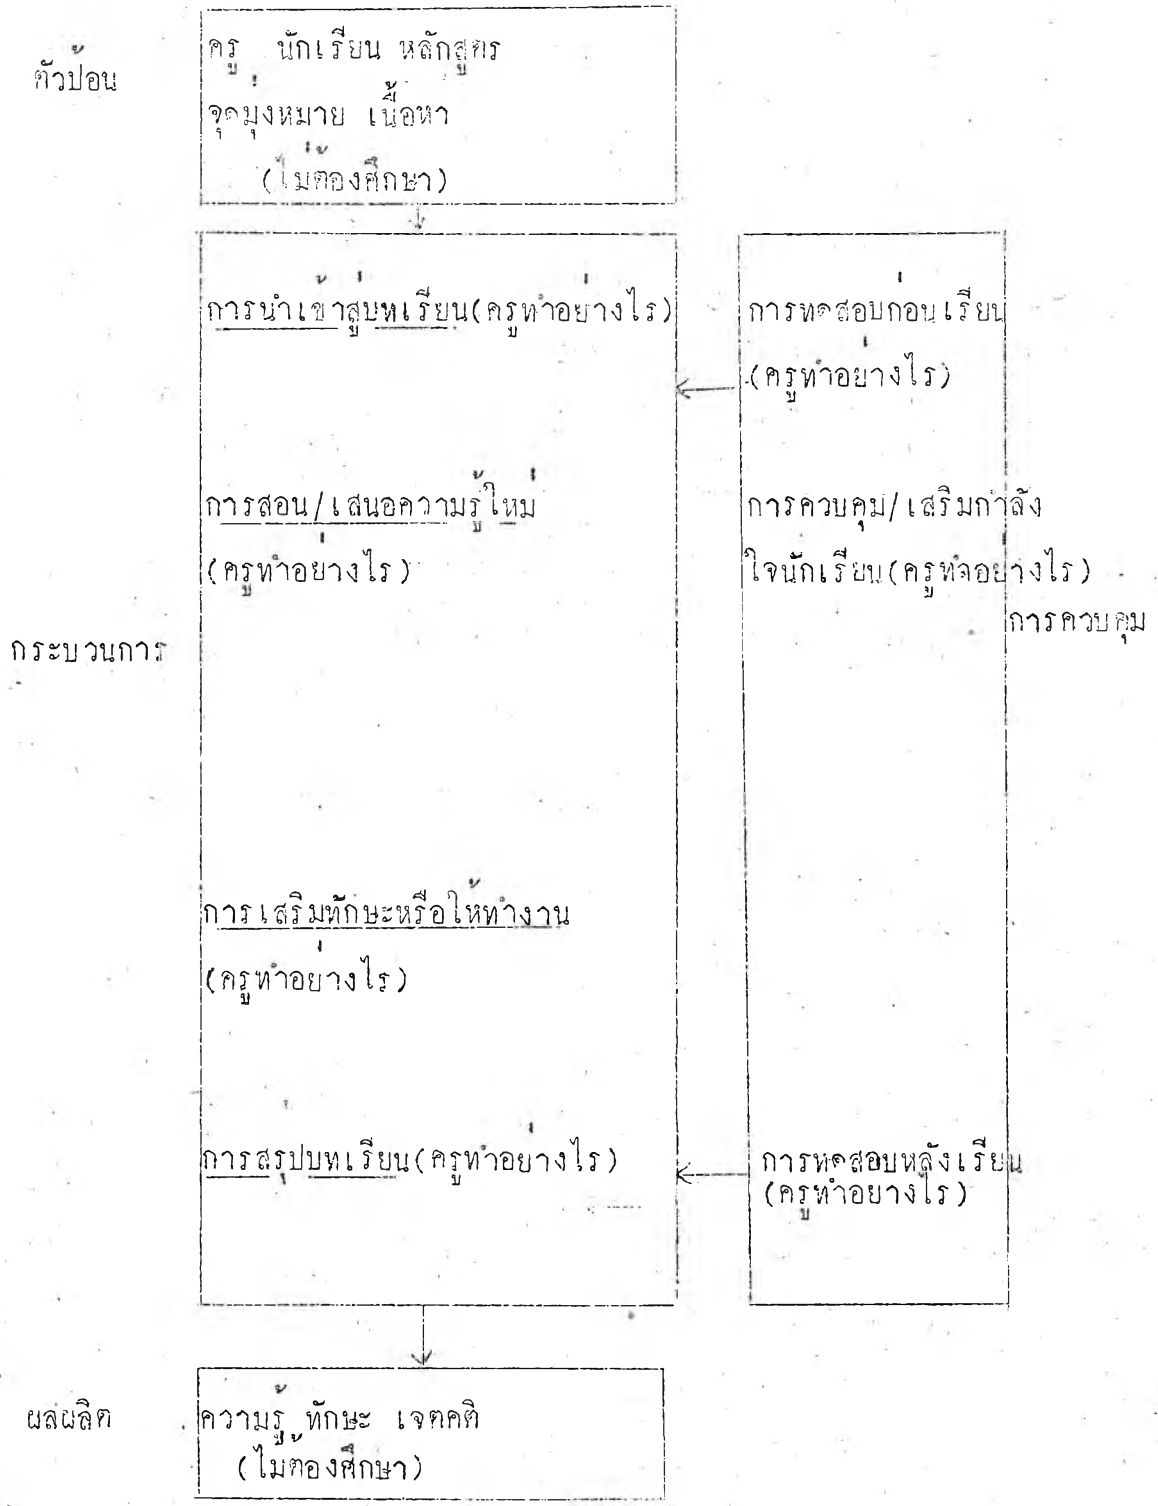 ตัวป้อน
ครู นักเรียน หลักสูตร
จุดมุ่งหมาย เนื้อหา
(ไม่ต้องศึกษา)
การนำเข้าสู่บทเรียน(ครูทำอย่างไร)
การทดสอบก่อนเรียน
(ครูทำอย่างไร)
การสอน/เสนอความรู้ใหม่
(ครูทำอย่างไร)
การควบคุม/เสริมกำลัง
ใจนักเรียน(ครูทำอย่างไร)
การควบคุม
กระบวนการ
การเสริมทักษะหรือให้ทำงาน
(ครูทำอย่างไร)
การสรุปบทเรียน(ครูทำอย่างไร)
การทดสอบหลังเรียน
(ครูทำอย่างไร)
ผลผลิต
ความรู้ ทักษะ เจตคติ
(ไม่ต้องศึกษา)